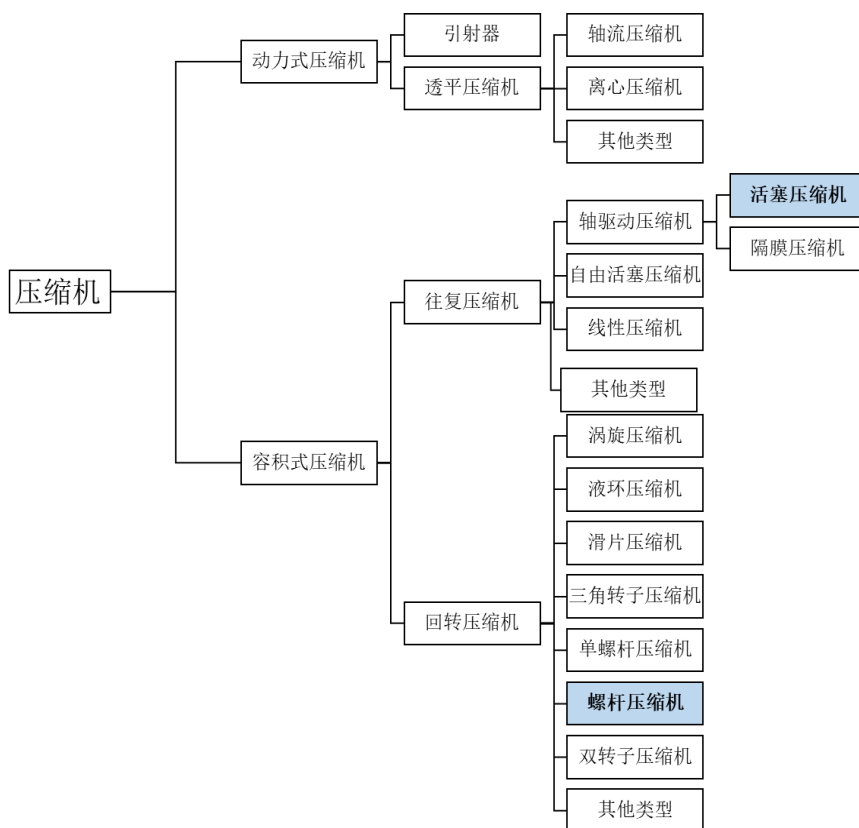 压缩机
动力式压缩机
引射器
透平压缩机
轴流压缩机
离心压缩机
其他类型
容积式压缩机
往复压缩机
轴驱动压缩机
活塞压缩机
隔膜压缩机
自由活塞压缩机
线性压缩机
其他类型
回转压缩机
涡旋压缩机
液环压缩机
滑片压缩机
三角转子压缩机
单螺杆压缩机
螺杆压缩机
双转子压缩机
其他类型